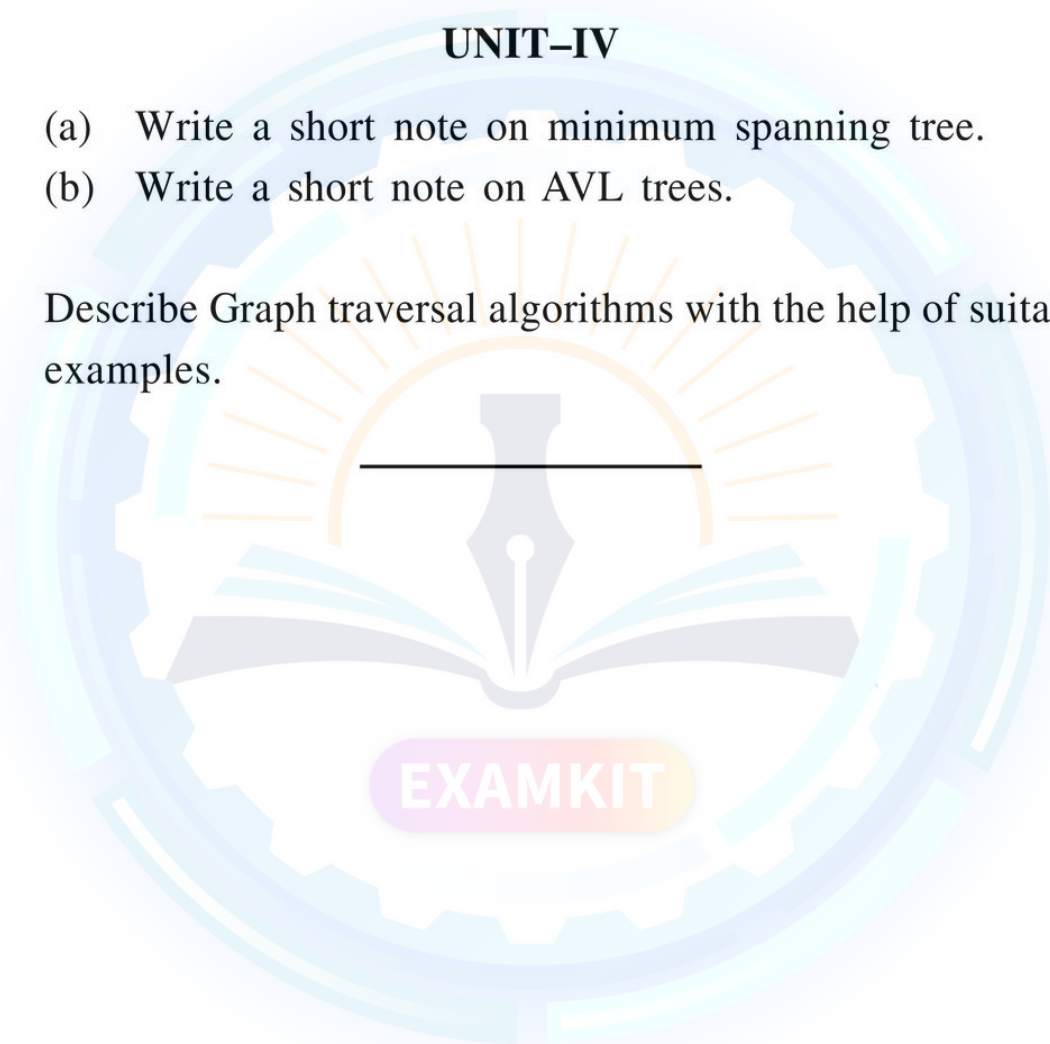 UNIT–IV
(a) Write a short note on minimum spanning tree.
(b) Write a short note on AVL trees.
Describe Graph traversal algorithms with the help of suita
examples.
EXAMKIT